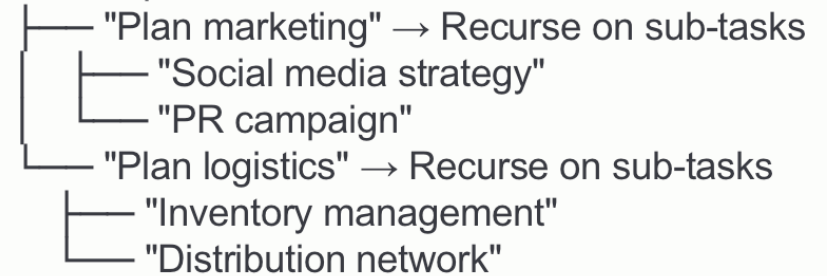 ├── "Plan marketing" → Recurse on sub-tasks
│   ├── "Social media strategy"
│   └── "PR campaign"
└── "Plan logistics" → Recurse on sub-tasks
    ├── "Inventory management"
    └── "Distribution network"